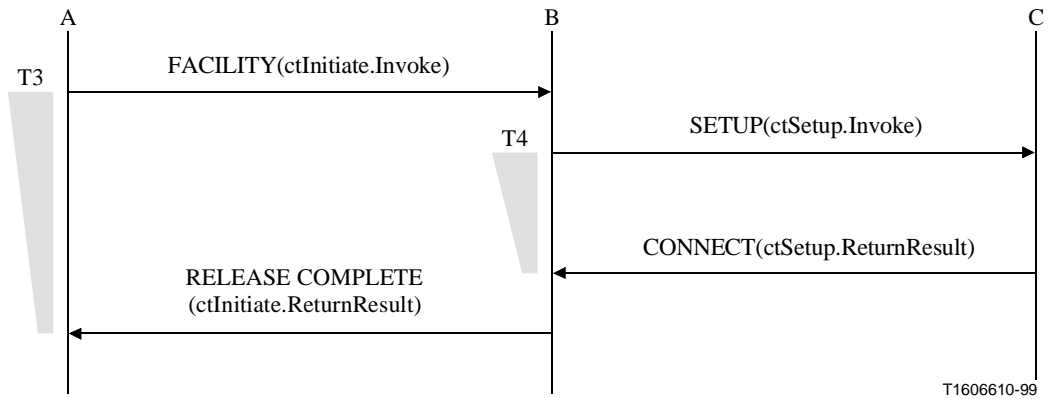 A
B
C
T3
FACILITY(ctInitiate.Invoke)
SETUP(ctSetup.Invoke)
T4
CONNECT(ctSetup.ReturnResult)
RELEASE COMPLETE
(ctInitiate.ReturnResult)
T1606610-99